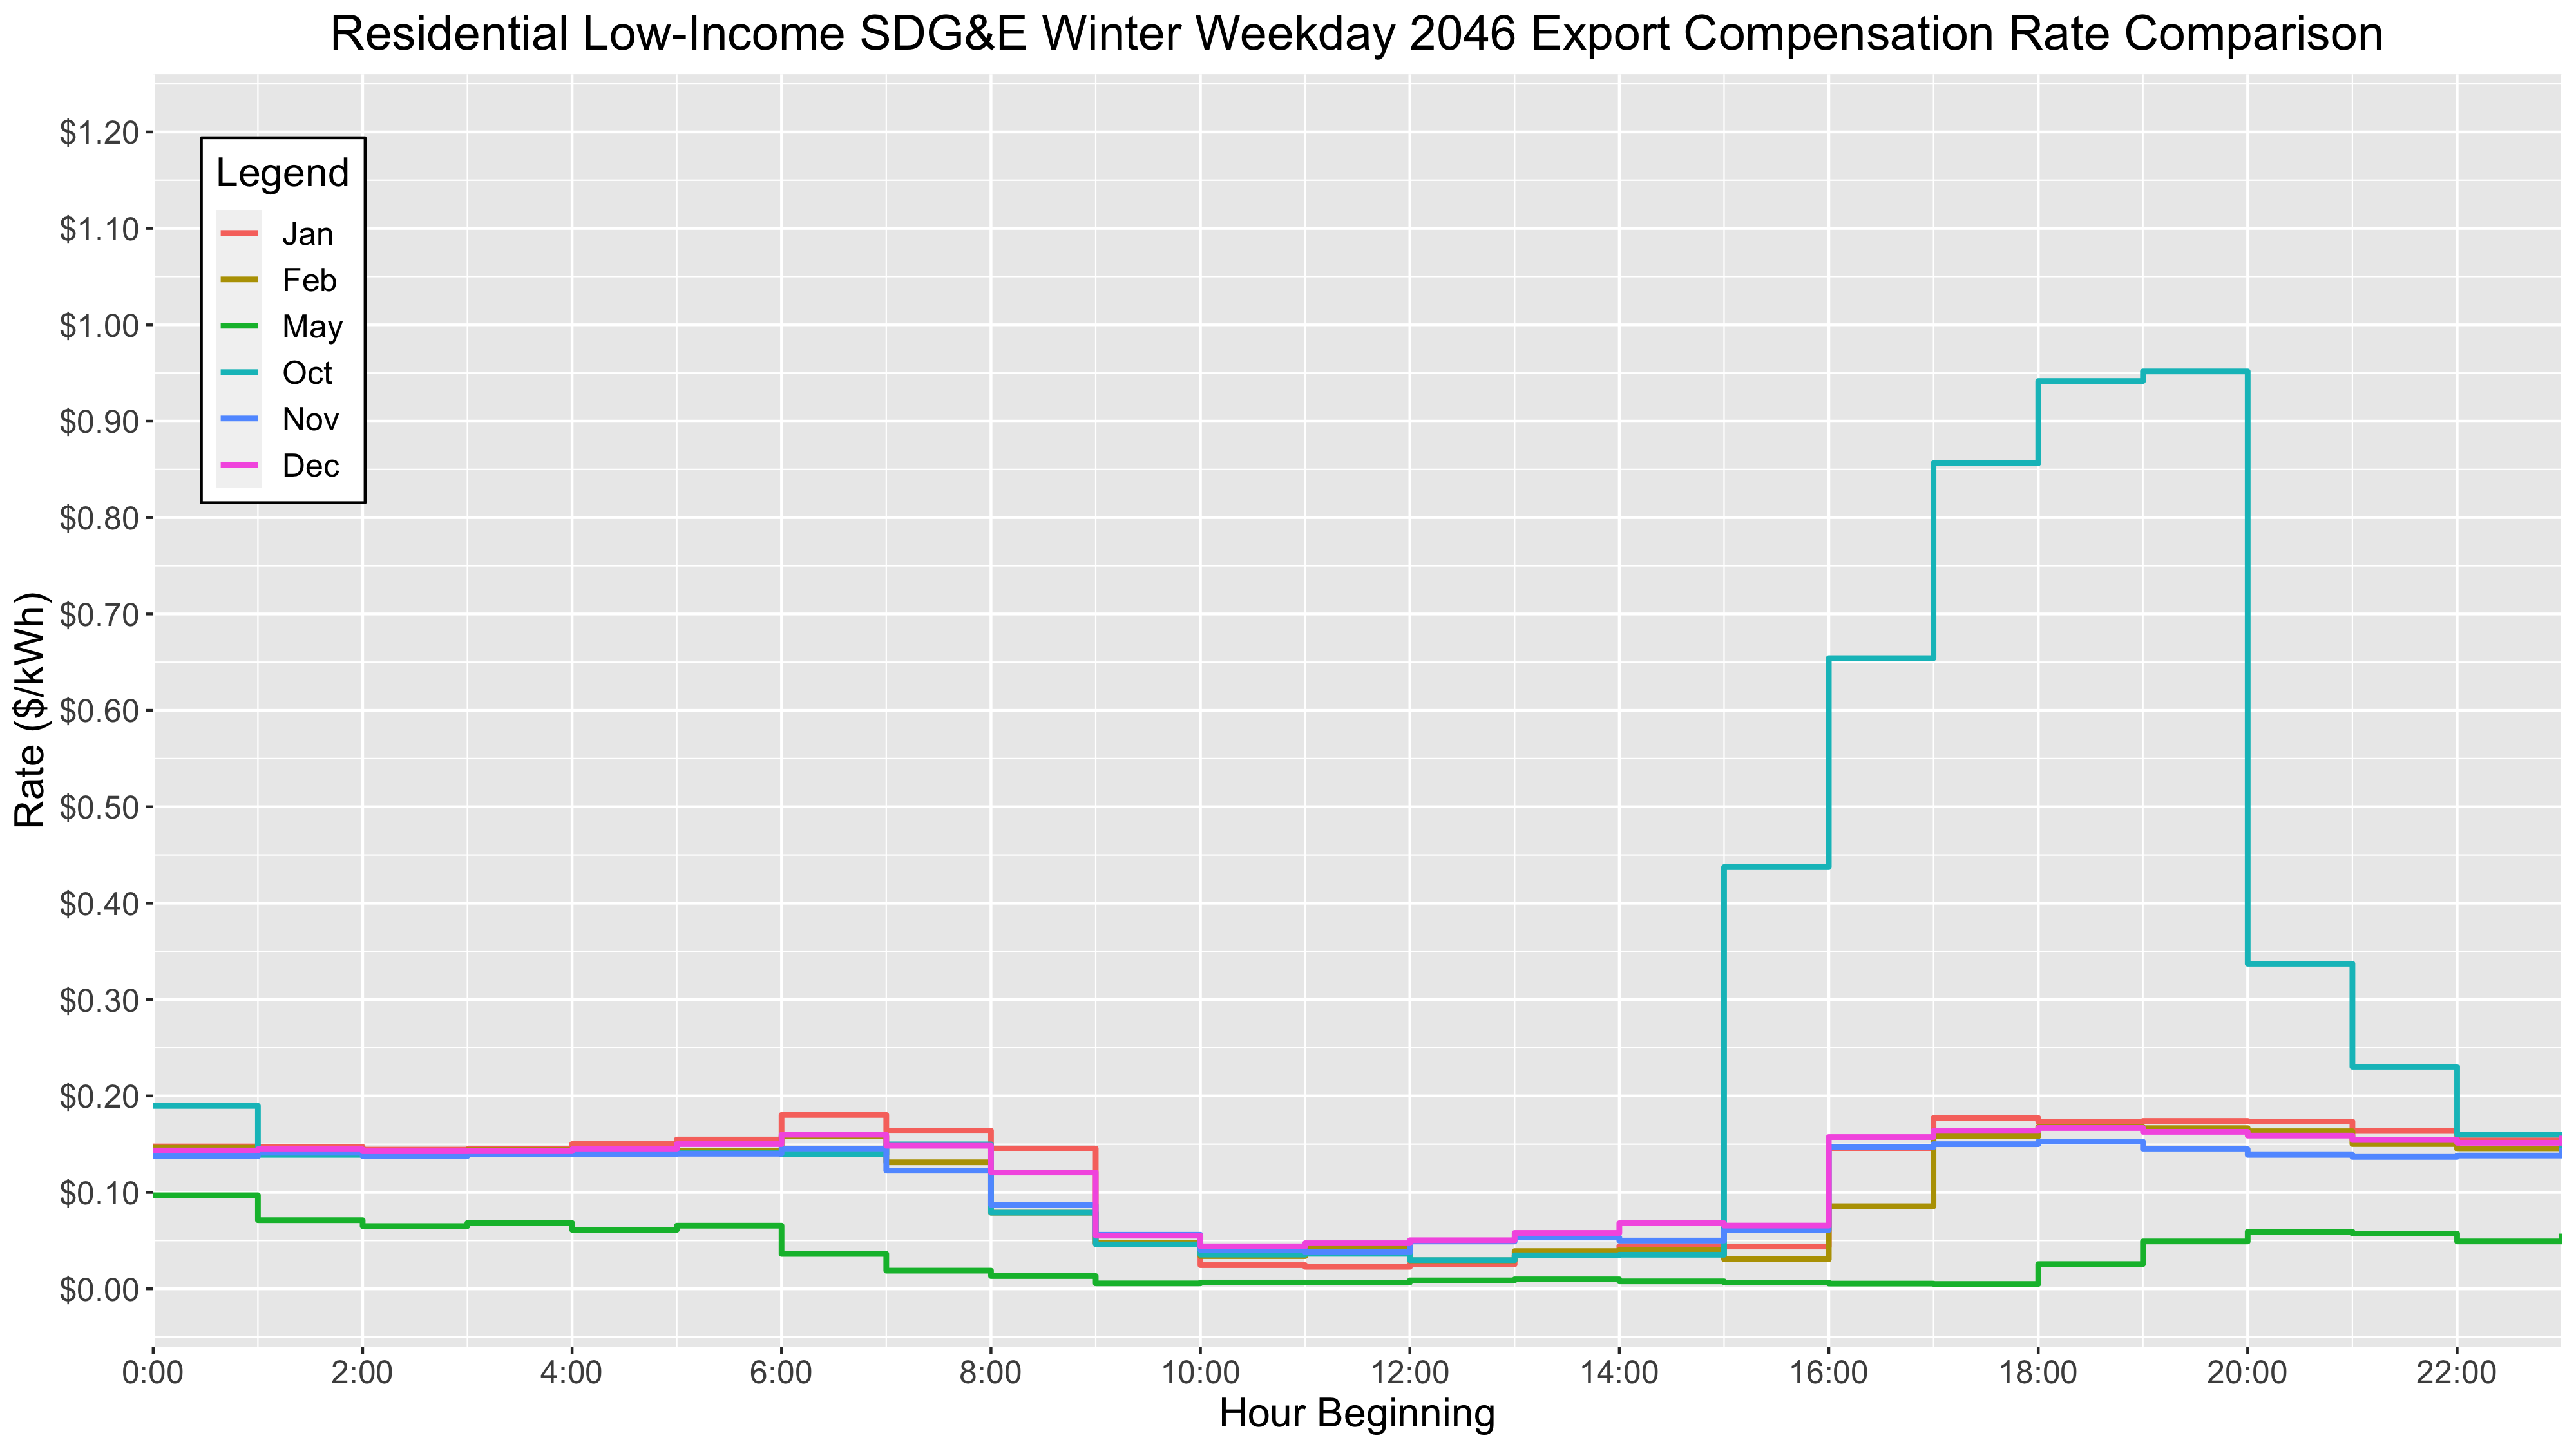 Residential Low-Income SDG&E Winter Weekday 2046 Export Compensation Rate Comparison
$1.20
$1.10
$1.00
$0.90
$0.80
$0.70
$0.60
$0.50
$0.40
$0.30
$0.20
$0.10
$0.00
Rate ($/kWh)
Legend
Jan
Feb
May
Oct
Nov
Dec
0:00 2:00 4:00 6:00 8:00 10:00 12:00 14:00 16:00 18:00 20:00 22:00
Hour Beginning